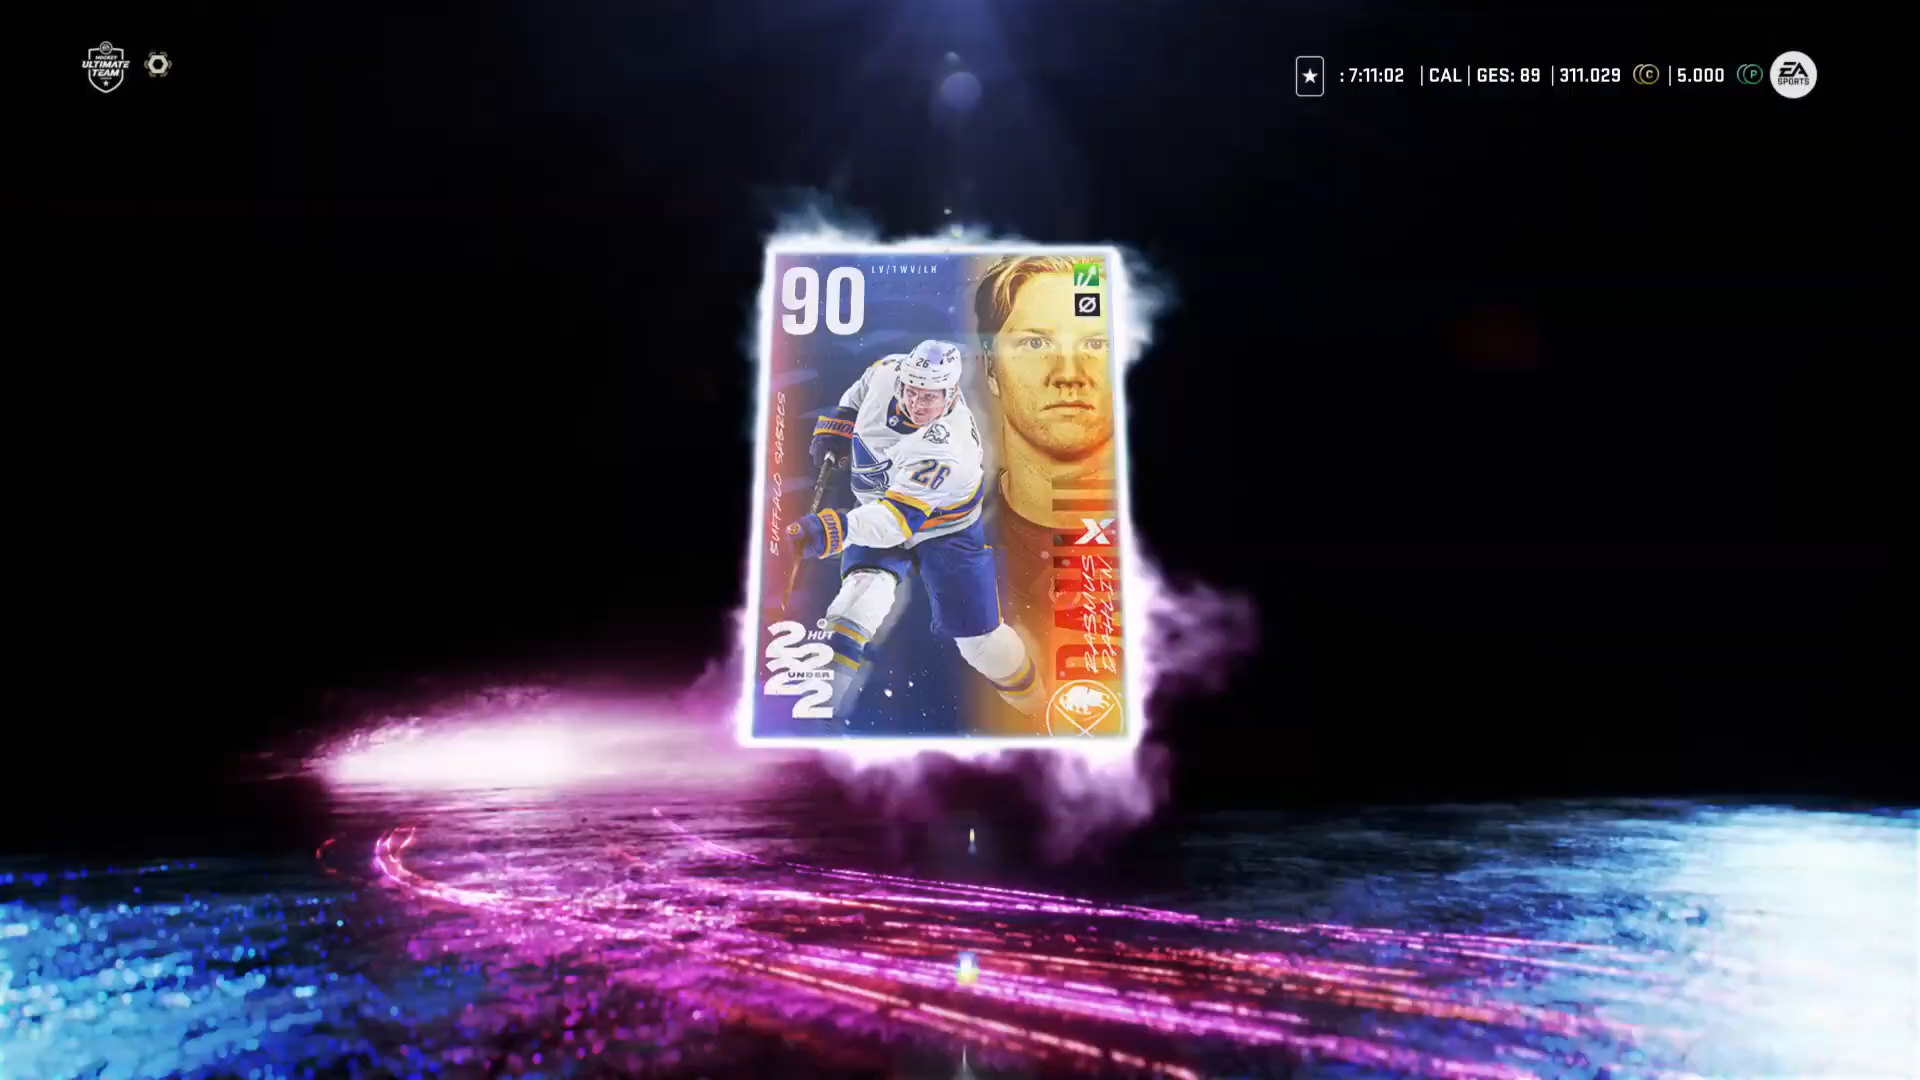 HOCKEY
ULTIMATE
TEAM
: 7:11:02 | CAL | GES: 89 | 311.029 C | 5.000 P
EA
SPORTS
90
LV/TWV/LH
26
26
BUFFALO SABRES
X
RASMUS
DAHLIN
HUT
22
UNDER
22